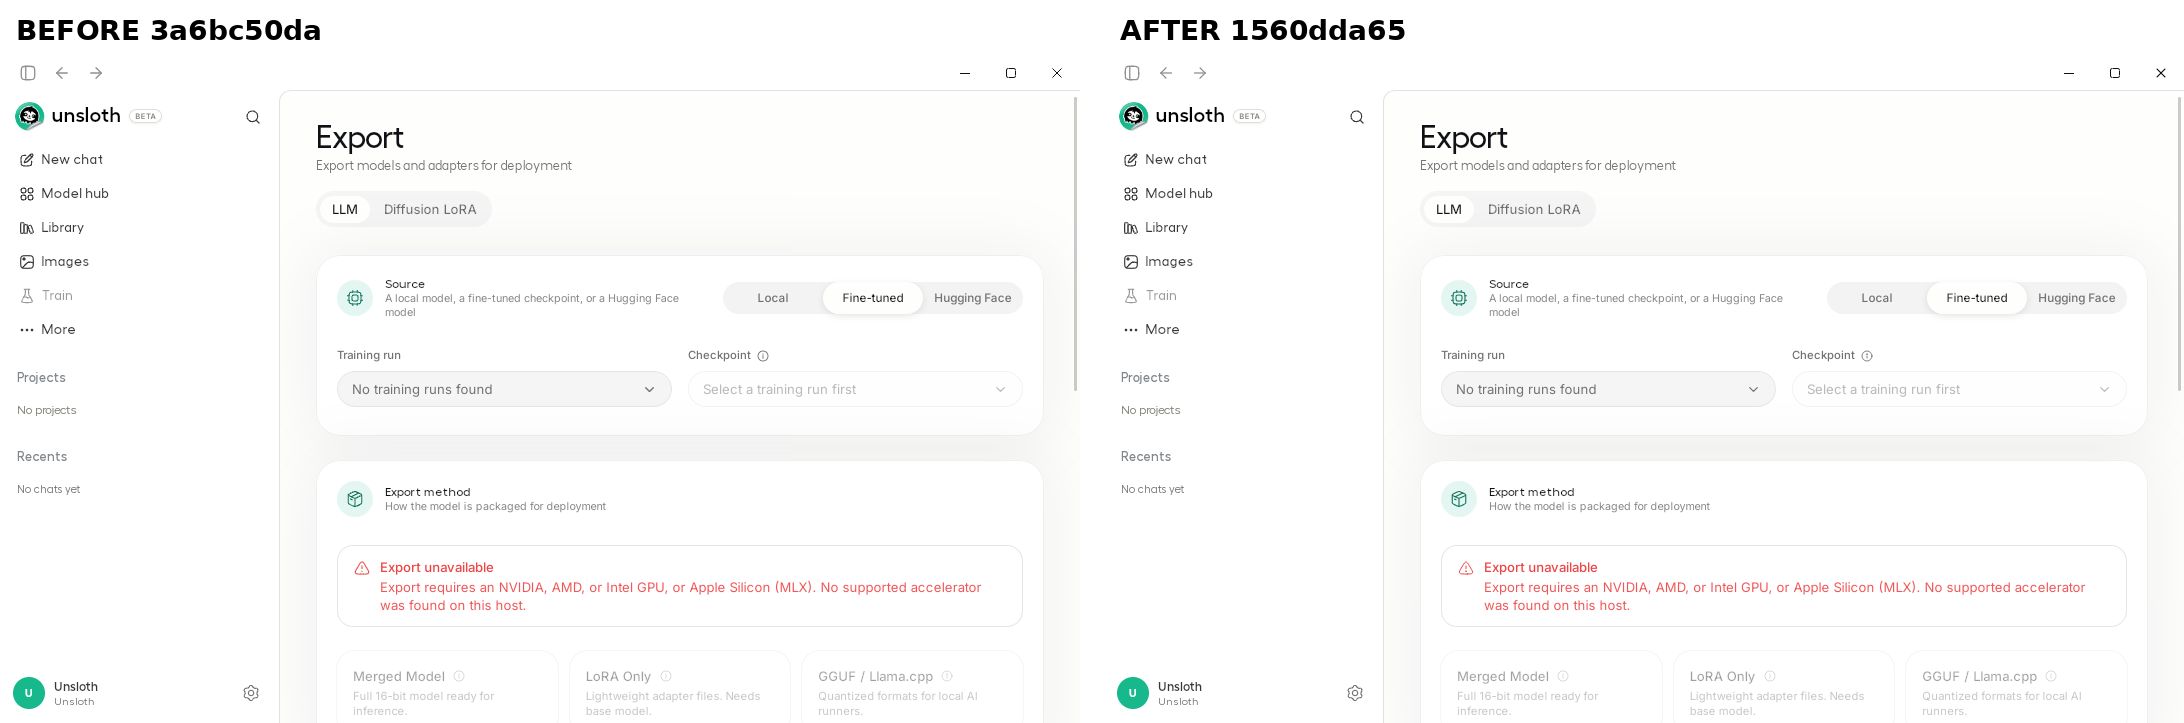 BEFORE 3a6bc50da
unsloth BETA
New chat
Model hub
Library
Images
Train
More
Projects
No projects
Recents
No chats yet
U
Unsloth
Unsloth
Export
Export models and adapters for deployment
LLM Diffusion LoRA
Source
A local model, a fine-tuned checkpoint, or a Hugging Face
model
Local Fine-tuned Hugging Face
Training run Checkpoint
No training runs found Select a training run first
Export method
How the model is packaged for deployment
Export unavailable
Export requires an NVIDIA, AMD, or Intel GPU, or Apple Silicon (MLX). No supported accelerator
was found on this host.
Merged Model
Full 16-bit model ready for
inference.
LoRA Only
Lightweight adapter files. Needs
base model.
GGUF / Llama.cpp
Quantized formats for local AI
runners.
AFTER 1560dda65
unsloth BETA
New chat
Model hub
Library
Images
Train
More
Projects
No projects
Recents
No chats yet
U
Unsloth
Unsloth
Export
Export models and adapters for deployment
LLM Diffusion LoRA
Source
A local model, a fine-tuned checkpoint, or a Hugging Face
model
Local Fine-tuned Hugging Face
Training run Checkpoint
No training runs found Select a training run first
Export method
How the model is packaged for deployment
Export unavailable
Export requires an NVIDIA, AMD, or Intel GPU, or Apple Silicon (MLX). No supported accelerator
was found on this host.
Merged Model
Full 16-bit model ready for
inference.
LoRA Only
Lightweight adapter files. Needs
base model.
GGUF / Llama.cpp
Quantized formats for local AI
runners.